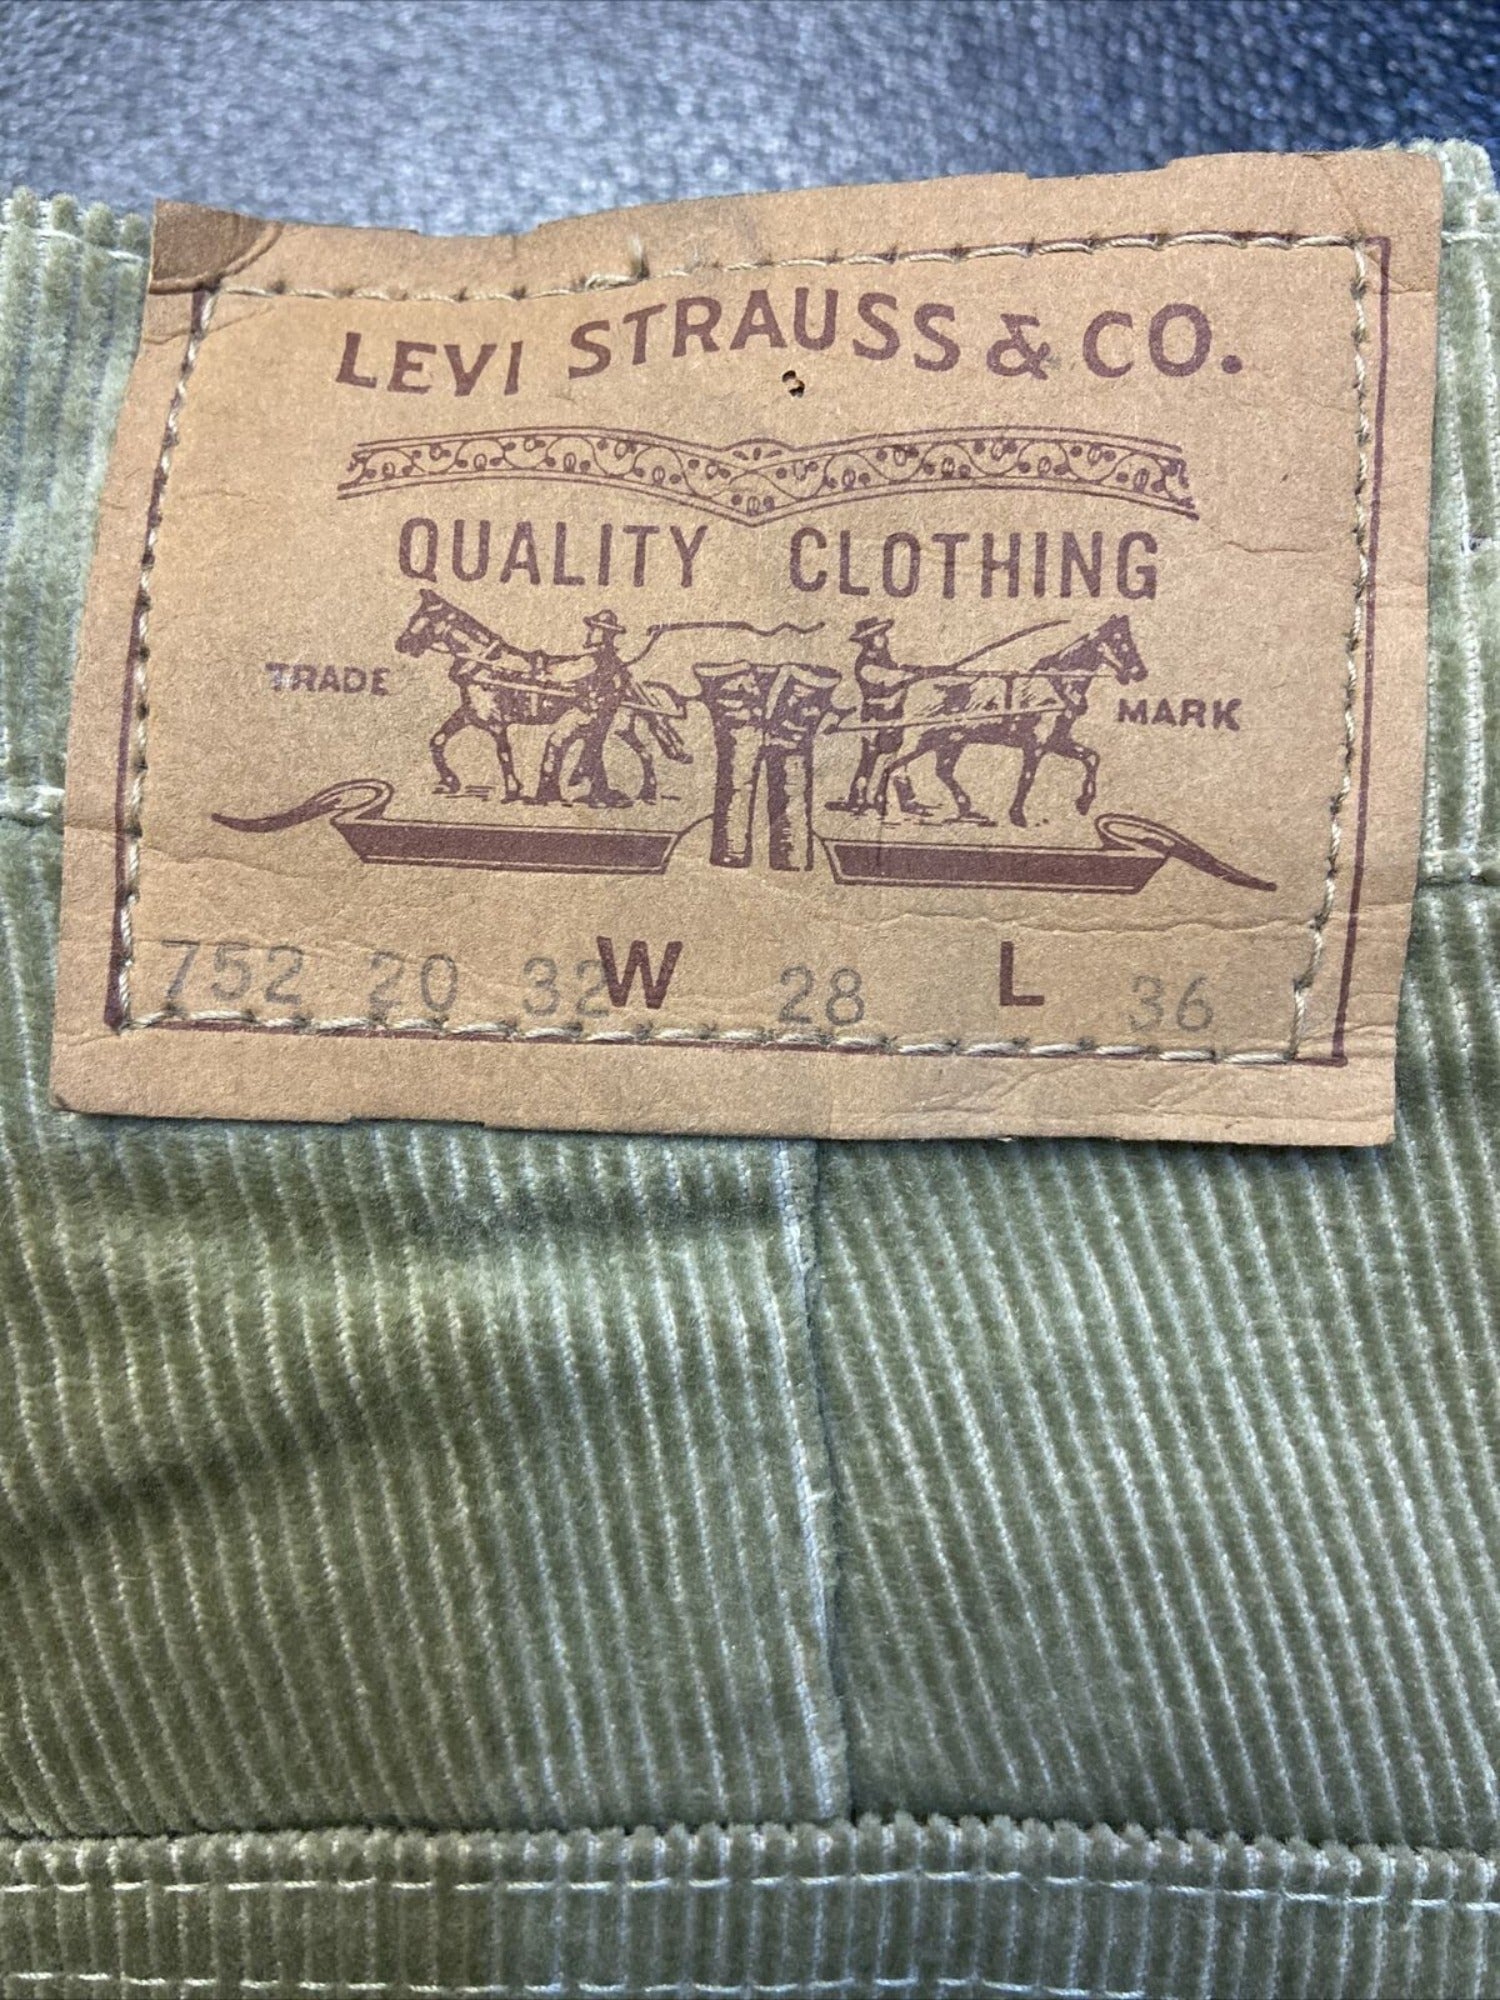 LEVI STRAUSS & CO.
QUALITY CLOTHING
TRADE MARK
752 20 32 W 28 L 36